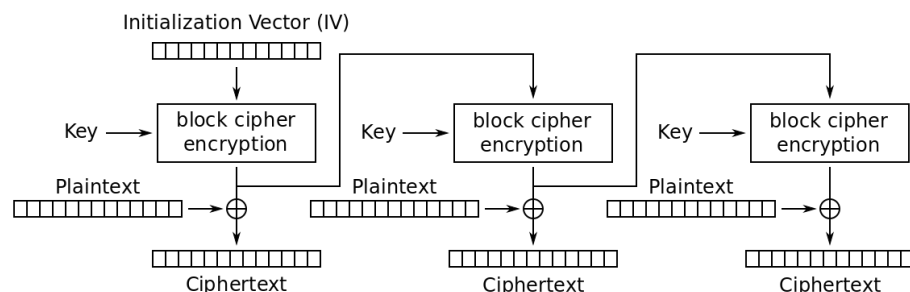 Initialization Vector (IV)
Key
block cipher
encryption
Key
block cipher
encryption
Key
block cipher
encryption
Plaintext
Plaintext
Plaintext
Ciphertext
Ciphertext
Ciphertext